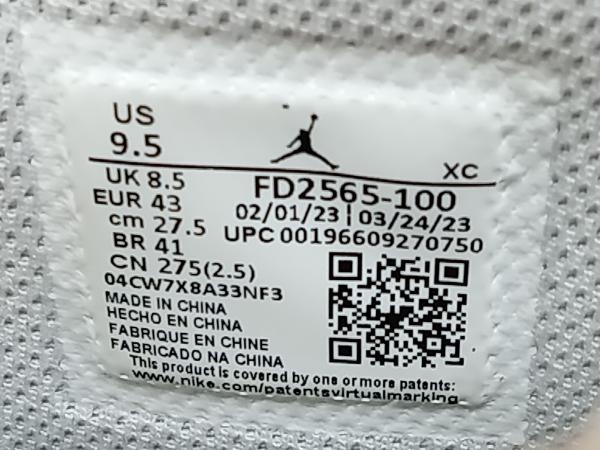 US
9.5
XC
UK 8.5
FD2565-100
EUR 43
02/01/23 | 03/24/23
cm 27.5
UPC 00196609270750
BR 41
CN 275(2.5)
04CW7X8A33NF3
MADE IN CHINA
HECHO EN CHINA
FABRIQUE EN CHINE
FABRICADO NA CHINA
This product is covered by one or more patents:
www.nike.com/patentsvirtualmarking